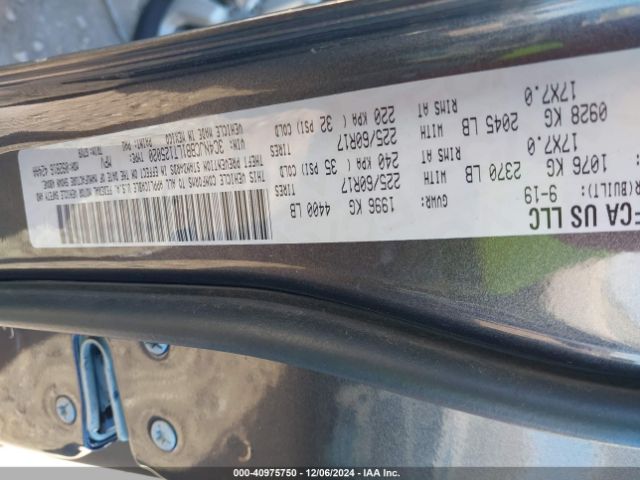 FCA US LLC
(BUILT): 9-19 GVWR: 1996 KG 4400 LB
1076 KG 2370 LB WITH TIRES 225/60R17
17X7.0 RIMS AT 240 KPA ( 35 PSI) COLD
0928 KG 2045 LB WITH TIRES 225/60R17
17X7.0 RIMS AT 220 KPA ( 32 PSI) COLD
THIS VEHICLE CONFORMS TO ALL APPLICABLE U.S.A. FEDERAL MOTOR VEHICLE SAFETY AND
THEFT PREVENTION STANDARDS IN EFFECT ON THE DATE OF MANUFACTURE SHOWN ABOVE.
VIN: TYPE: MPV
VEHICLE MADE IN MEXICO PAINT:
000-40975750 - 12/06/2024 - IAA Inc.